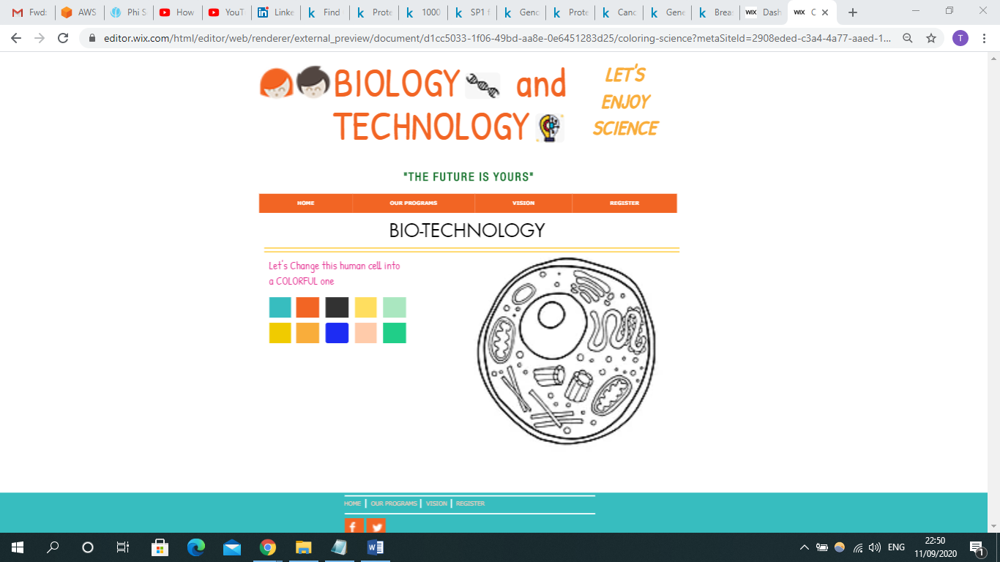 Fwd:
AWS
Phi S
How
YouT
Linke
Find
Prote
1000
SP1 f
Geno
Prote
Canc
Gene
Brea
WIX Dash
WIX C
editor.wix.com/html/editor/web/renderer/external_preview/document/d1cc5033-1f06-49bd-aa8e-0e6451283d25/coloring-science?metaSiteId=2908eded-c3a4-4a77-aaed-1...
T
BIOLOGY and
TECHNOLOGY
LET'S
ENJOY
SCIENCE
"THE FUTURE IS YOURS"
HOME OUR PROGRAMS VISION REGISTER
BIO-TECHNOLOGY
Let's Change this human cell into
a COLORFUL one
HOME | OUR PROGRAMS | VISION | REGISTER
ENG
22:50
11/09/2020
1